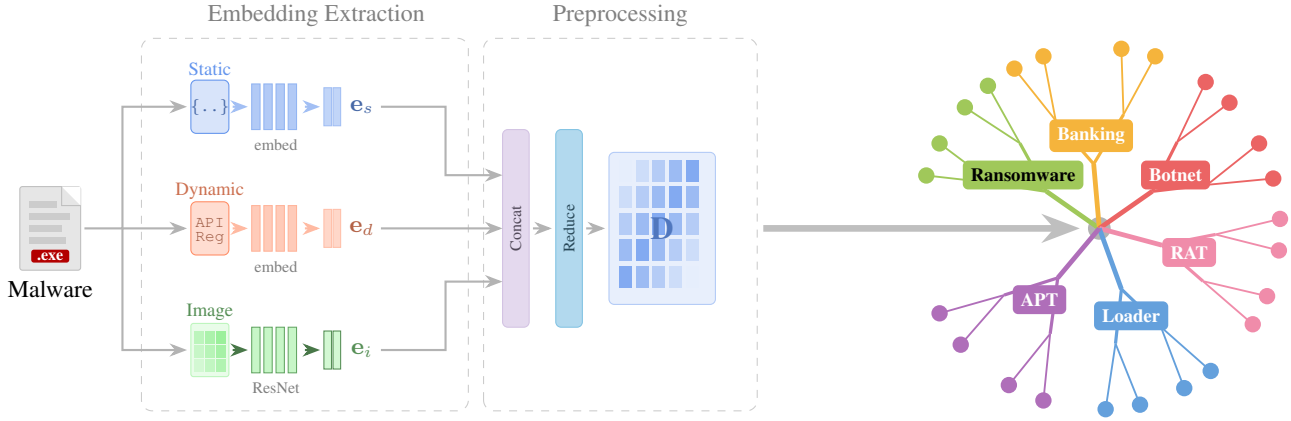 Embedding Extraction
Preprocessing
Static
{..}
embed
e_s
Dynamic
API
Reg
embed
e_d
Image
ResNet
e_i
.exe
Malware
Concat
Reduce
D
Banking
Ransomware
Botnet
RAT
APT
Loader